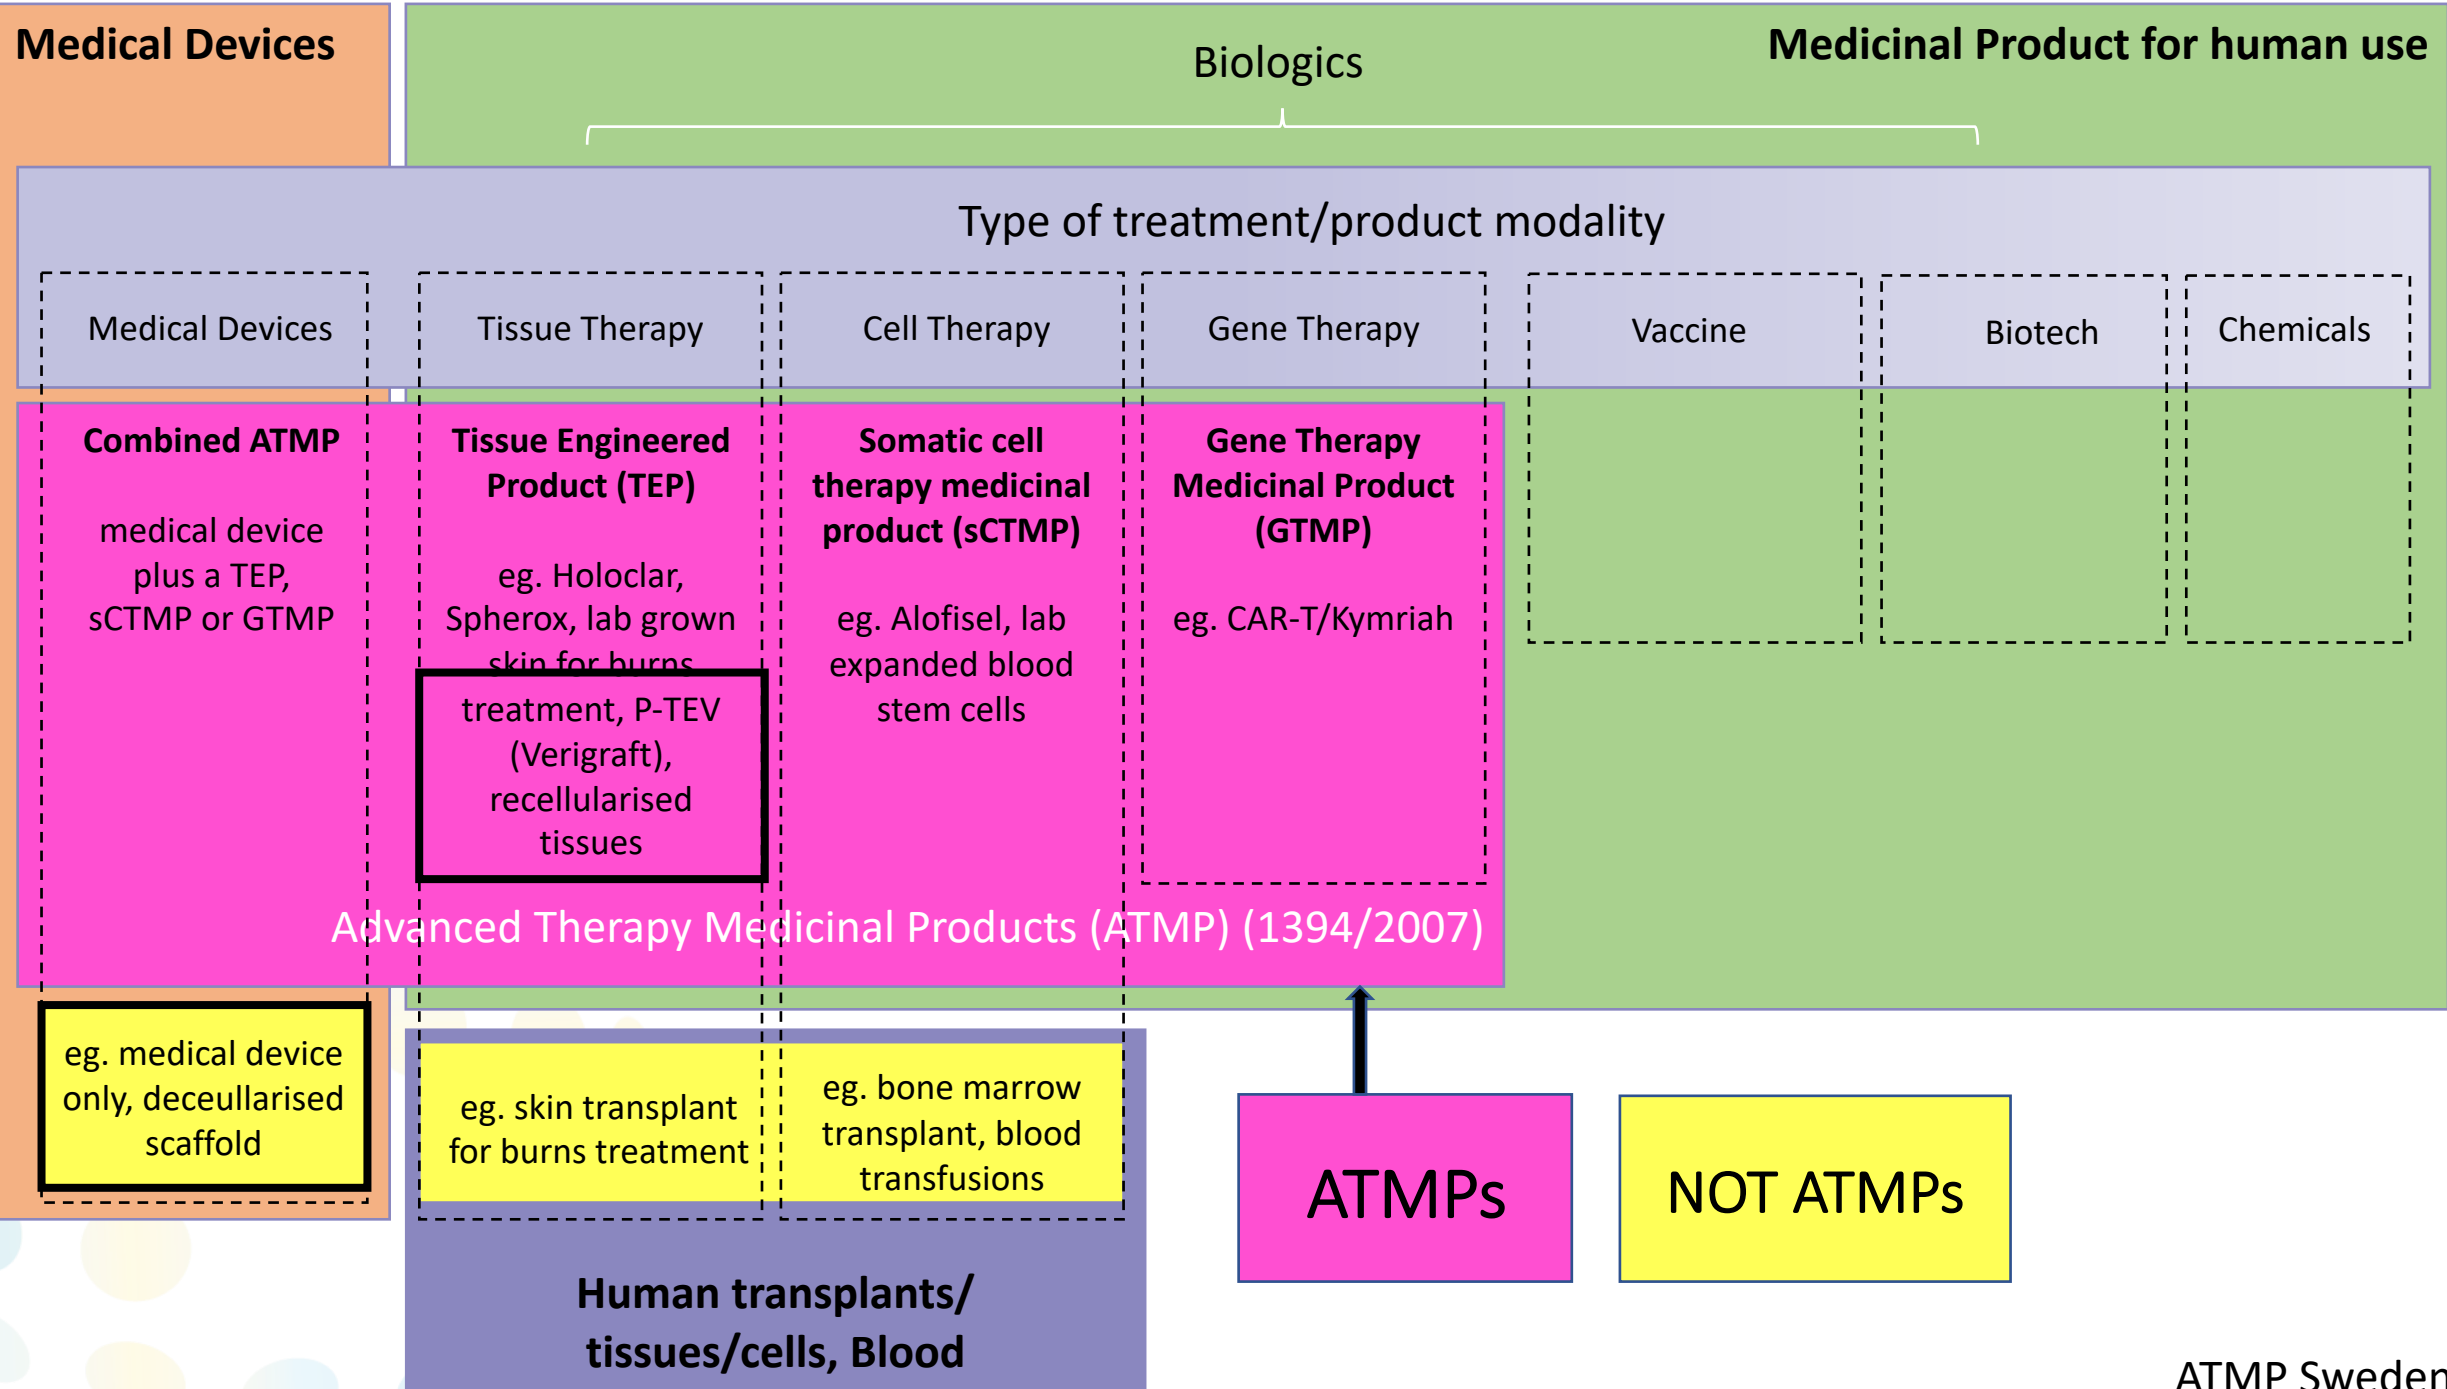 Medical Devices
Biologics
Medicinal Product for human use
Type of treatment/product modality
Medical Devices
Tissue Therapy
Cell Therapy
Gene Therapy
Vaccine
Biotech
Chemicals
Combined ATMP
medical device
plus a TEP,
sCTMP or GTMP
Tissue Engineered
Product (TEP)
eg. Holoclar,
Spherox, lab grown
skin for burns
treatment, P-TEV
(Verigraft),
recellularised
tissues
Somatic cell
therapy medicinal
product (sCTMP)
eg. Alofisel, lab
expanded blood
stem cells
Gene Therapy
Medicinal Product
(GTMP)
eg. CAR-T/Kymriah
Advanced Therapy Medicinal Products (ATMP) (1394/2007)
eg. medical device
only, deceullarised
scaffold
eg. skin transplant
for burns treatment
eg. bone marrow
transplant, blood
transfusions
ATMPs
NOT ATMPs
Human transplants/
tissues/cells, Blood
ATMP Sweden